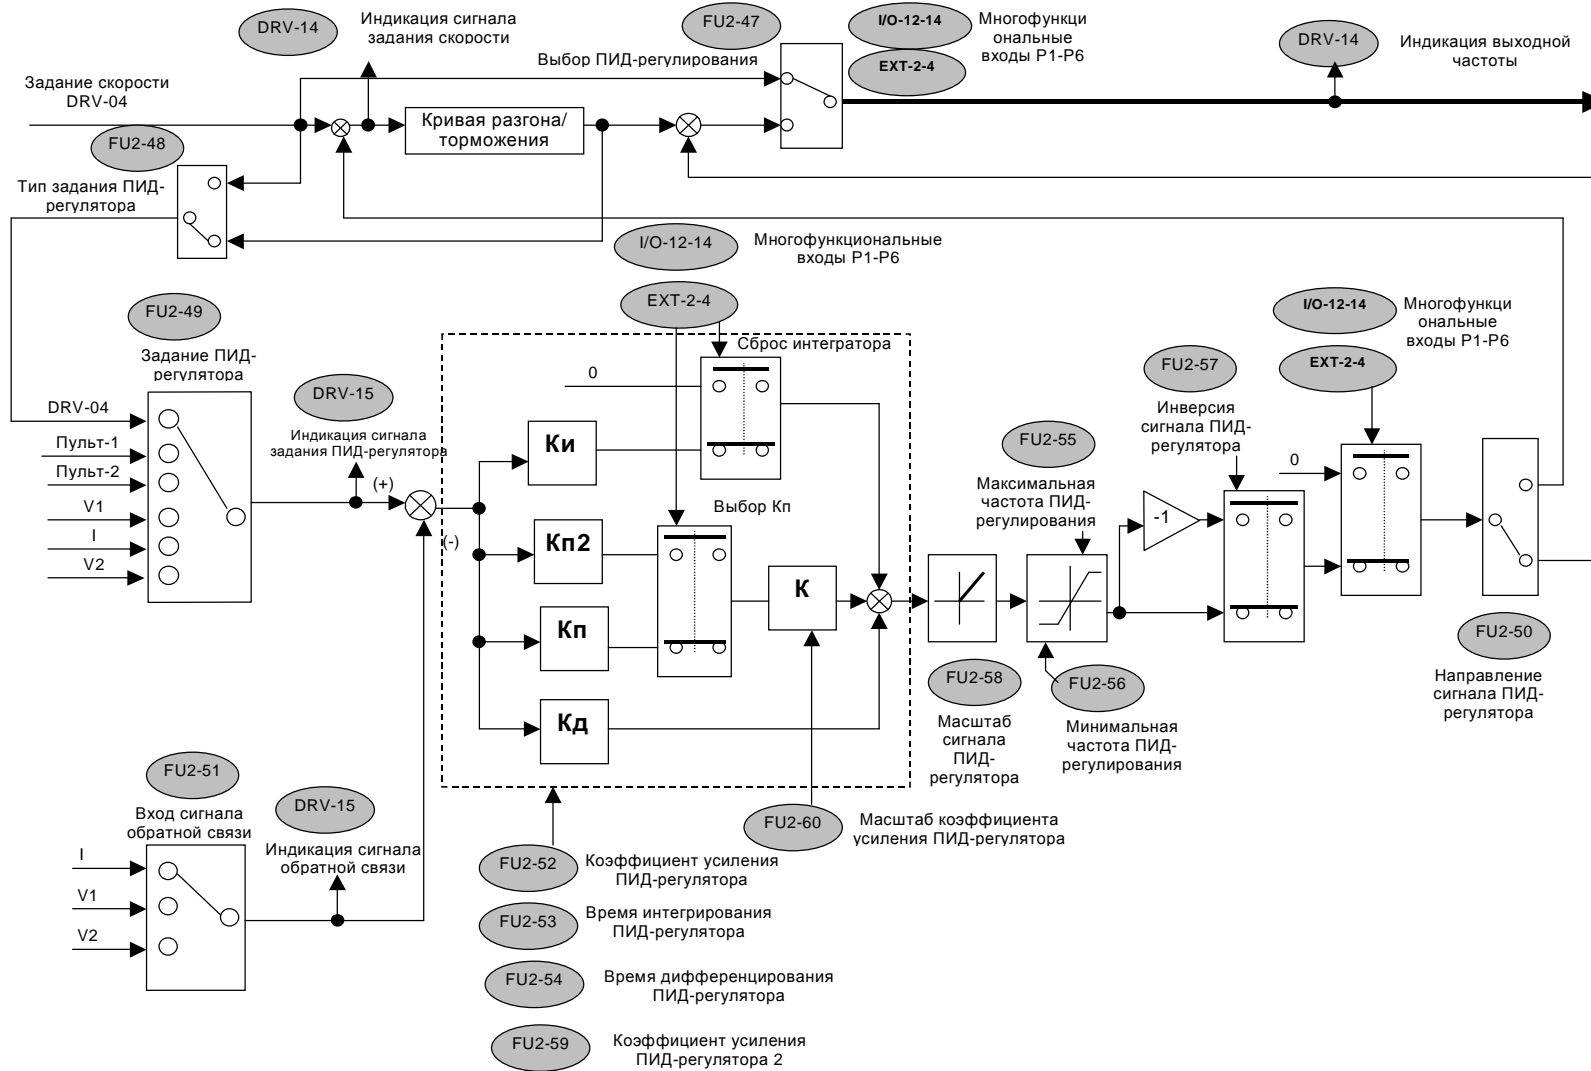 DRV-14
Индикация сигнала
задания скорости
FU2-47
Выбор ПИД-регулирования
I/O-12-14
EXT-2-4
Многофункци
ональные
входы P1-P6
DRV-14
Индикация выходной
частоты
Задание скорости
DRV-04
FU2-48
Тип задания ПИД-
регулятора
Кривая разгона/
торможения
I/O-12-14
Многофункциональные
входы P1-P6
EXT-2-4
FU2-49
Задание ПИД-
регулятора
DRV-04
Пульт-1
Пульт-2
V1
I
V2
DRV-15
Индикация сигнала
задания ПИД-регулятора
(+)
(-)
Сброс интегратора
0
Ки
Выбор Кп
Кп2
Кп
Кд
К
FU2-55
Максимальная
частота ПИД-
регулирования
FU2-57
Инверсия
сигнала ПИД-
регулятора
-1
I/O-12-14
EXT-2-4
Многофункци
ональные
входы P1-P6
0
FU2-50
Направление
сигнала ПИД-
регулятора
FU2-58
Масштаб
сигнала
ПИД-
регулятора
FU2-56
Минимальная
частота ПИД-
регулирования
FU2-51
Вход сигнала
обратной связи
I
V1
V2
DRV-15
Индикация сигнала
обратной связи
FU2-60
Масштаб коэффициента
усиления ПИД-регулятора
FU2-52
Коэффициент усиления
ПИД-регулятора
FU2-53
Время интегрирования
ПИД-регулятора
FU2-54
Время дифференцирования
ПИД-регулятора
FU2-59
Коэффициент усиления
ПИД-регулятора 2